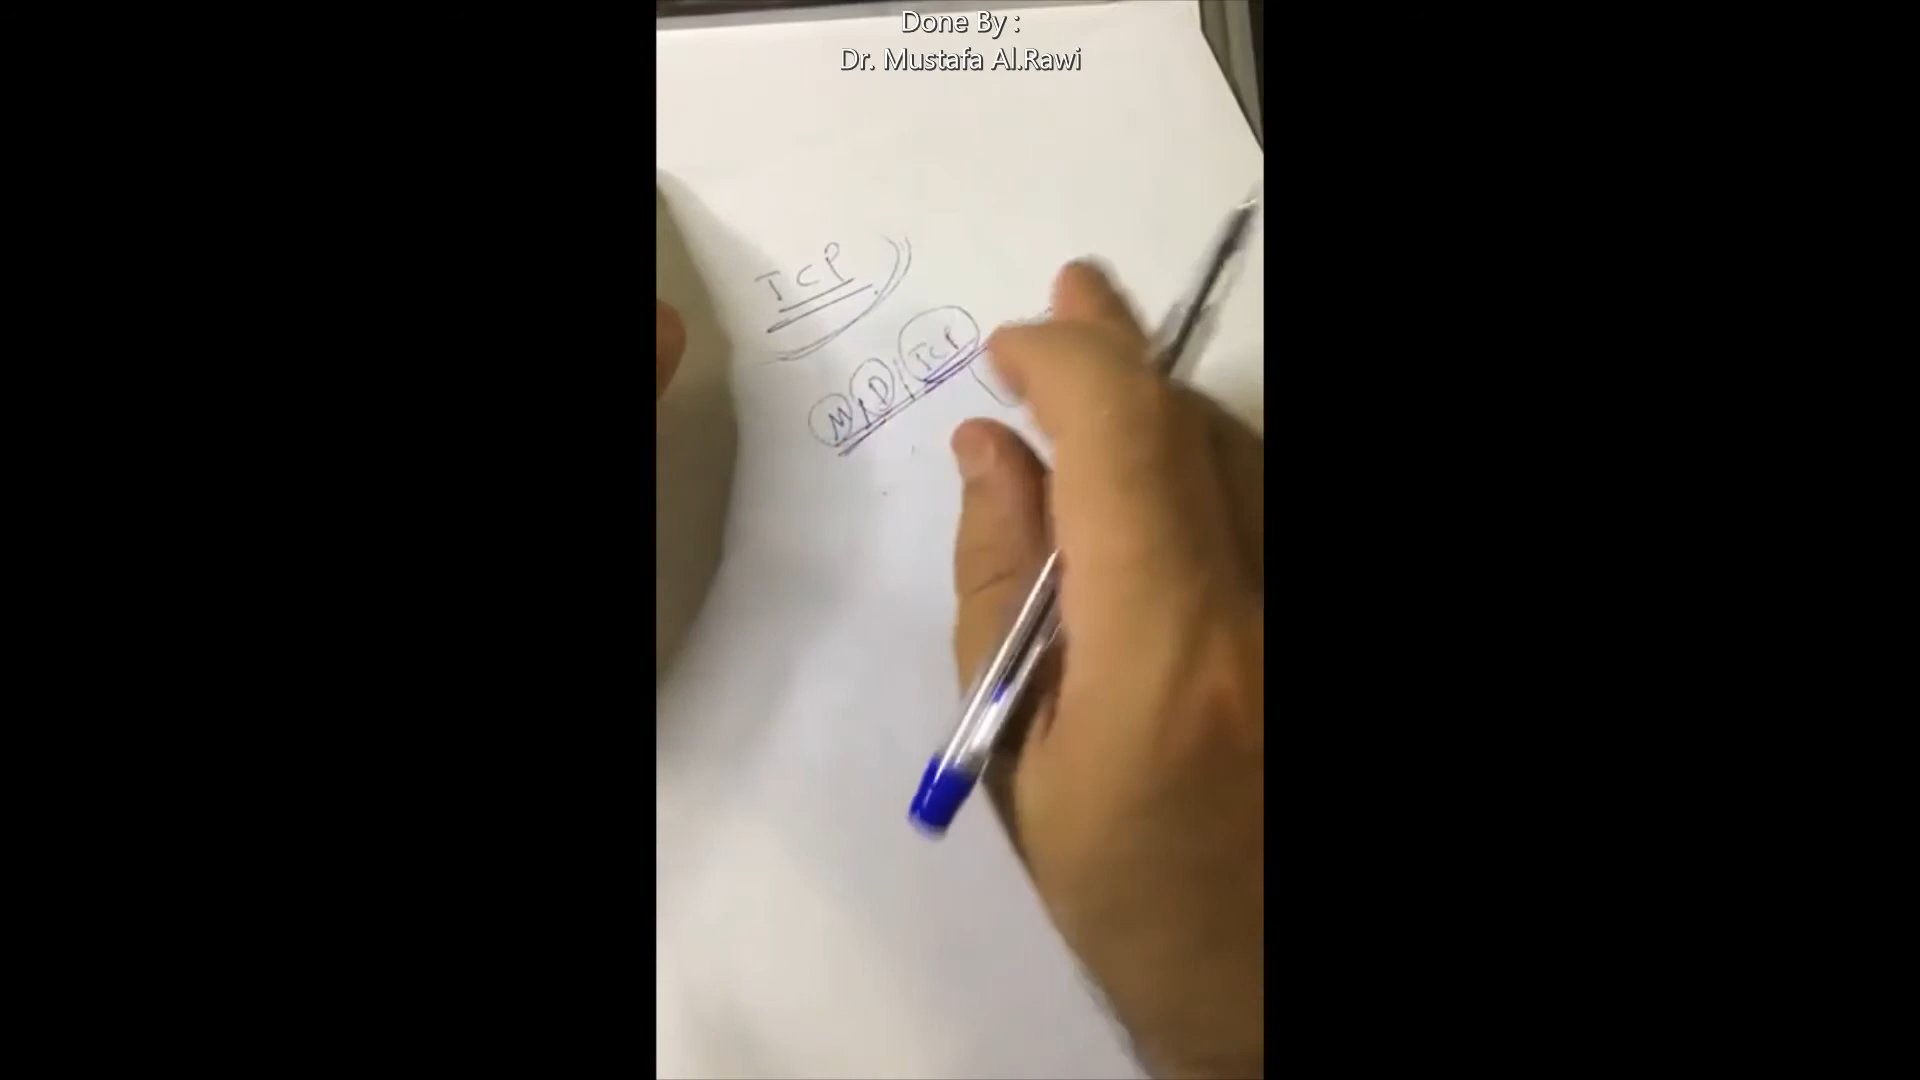 Done By :
Dr. Mustafa Al.Rawi
TCP
M D TCP